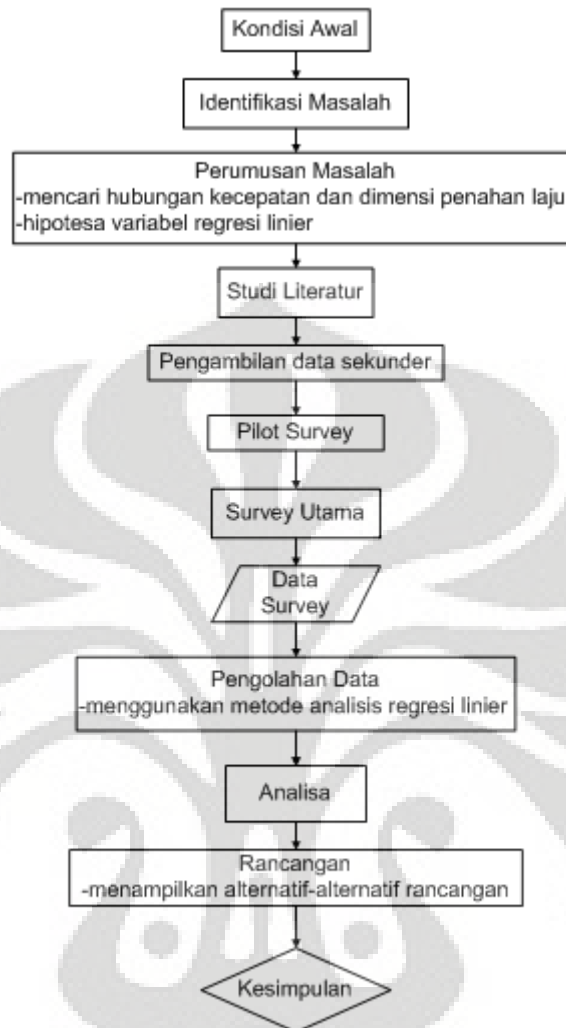 Kondisi Awal
Identifikasi Masalah
Perumusan Masalah
-mencari hubungan kecepatan dan dimensi penahan laju
-hipotesa variabel regresi linier
Studi Literatur
Pengambilan data sekunder
Pilot Survey
Survey Utama
Data
Survey
Pengolahan Data
-menggunakan metode analisis regresi linier
Analisa
Rancangan
-menampilkan alternatif-alternatif rancangan
Kesimpulan